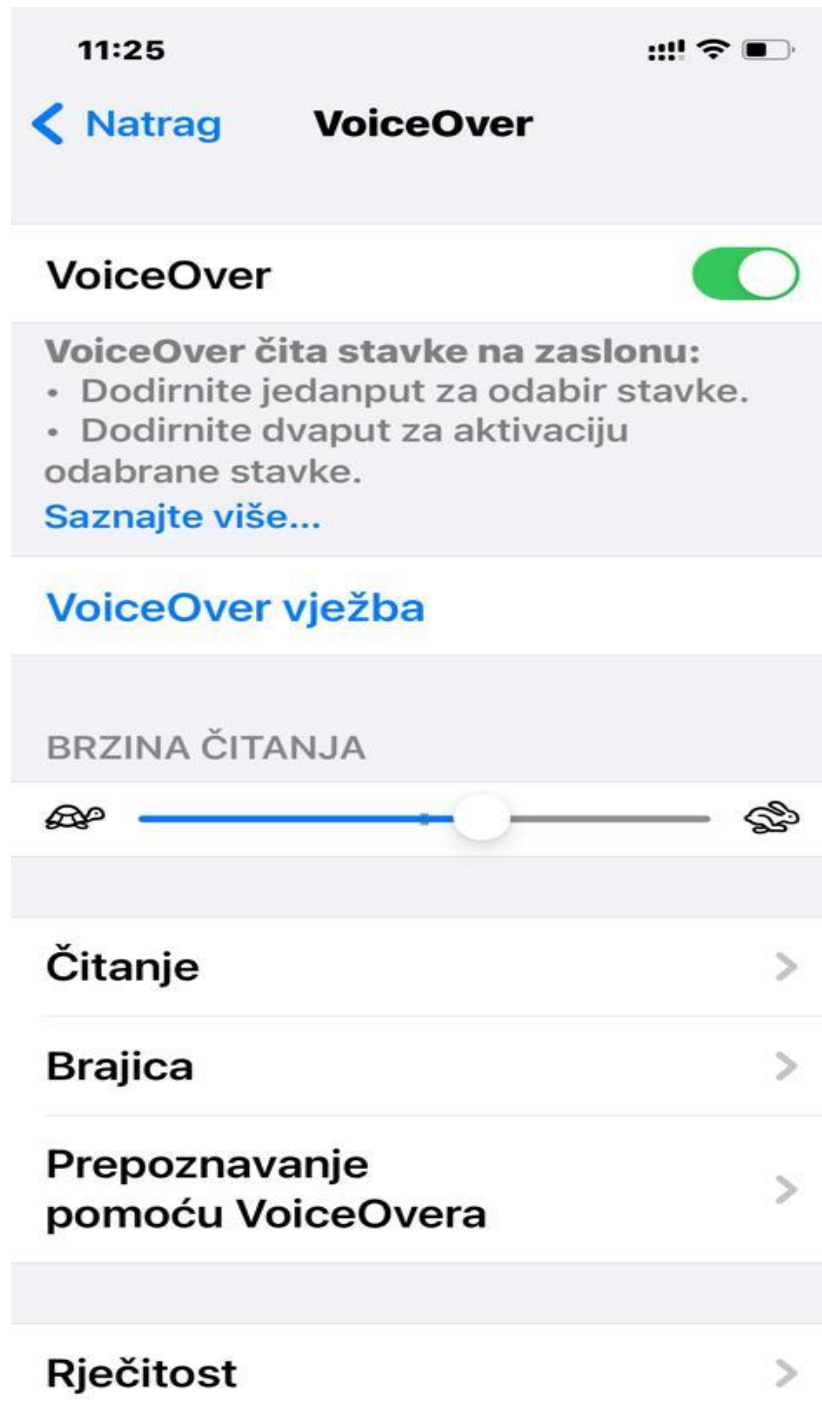 11:25
Natrag
VoiceOver
VoiceOver
VoiceOver čita stavke na zaslonu:
• Dodirnite jedanput za odabir stavke.
• Dodirnite dvaput za aktivaciju
odabrane stavke.
Saznajte više...
VoiceOver vježba
BRZINA ČITANJA
Čitanje
Brajica
Prepoznavanje
pomoću VoiceOvera
Rječitost